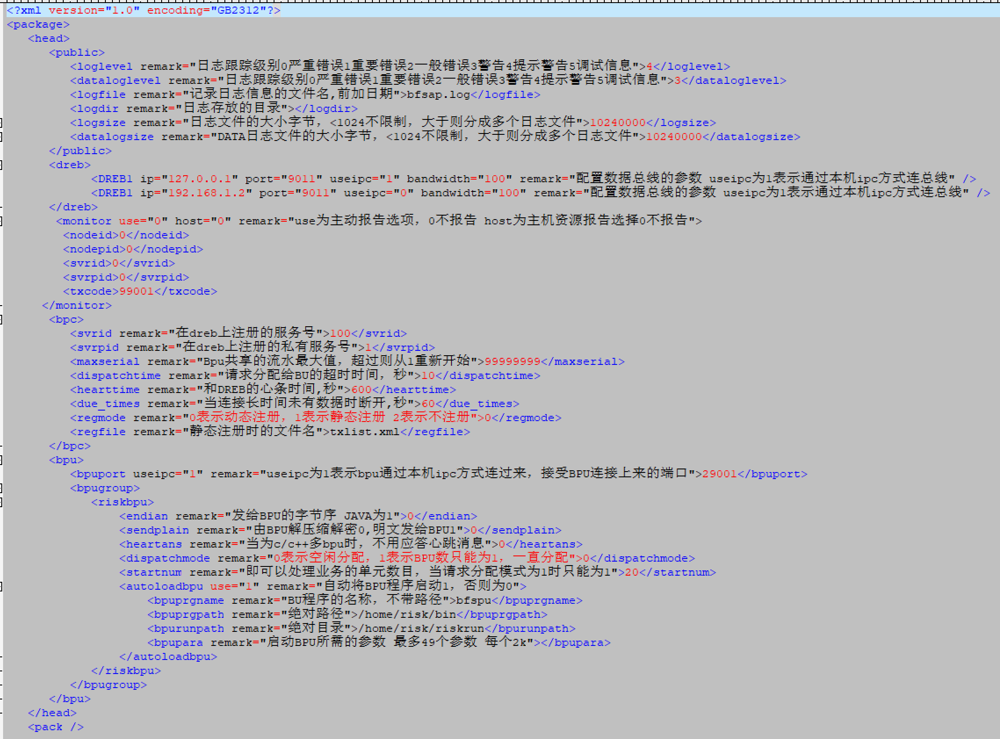 <?xml version="1.0" encoding="GB2312"?>
<package>
<head>
<public>
<loglevel remark="日志跟踪级别0严重错误1重要错误2一般错误3警告4提示警告5调试信息">4</loglevel>
<dataloglevel remark="日志跟踪级别0严重错误1重要错误2一般错误3警告4提示警告5调试信息">3</dataloglevel>
<logfile remark="记录日志信息的文件名,前加日期">bfsap.log</logfile>
<logdir remark="日志存放的目录"></logdir>
<logsize remark="日志文件的大小字节，<1024不限制，大于则分成多个日志文件">10240000</logsize>
<datalogsize remark="DATA日志文件的大小字节，<1024不限制，大于则分成多个日志文件">10240000</datalogsize>
</public>
<dreb>
<DREB1 ip="127.0.0.1" port="9011" useipc="1" bandwidth="100" remark="配置数据总线的参数 useipc为1表示通过本机ipc方式连总线" />
<DREB1 ip="192.168.1.2" port="9011" useipc="0" bandwidth="100" remark="配置数据总线的参数 useipc为1表示通过本机ipc方式连总线" />
</dreb>
<monitor use="0" host="0" remark="use为主动报告选项，0不报告 host为主机资源报告选择0不报告">
<nodeid>0</nodeid>
<nodepid>0</nodepid>
<svrid>0</svrid>
<svrpid>0</svrpid>
<txcode>99001</txcode>
</monitor>
<bpc>
<svrid remark="在dreb上注册的服务号">100</svrid>
<svrpid remark="在dreb上注册的私有服务号">1</svrpid>
<maxserial remark="Bpu共享的流水最大值，超过则从1重新开始">99999999</maxserial>
<dispatchtime remark="请求分配给BU的超时时间，秒">10</dispatchtime>
<hearttime remark="和DREB的心条时间,秒">600</hearttime>
<due_times remark="当连接长时间未有数据时断开,秒">60</due_times>
<regmode remark="0表示动态注册，1表示静态注册 2表示不注册">0</regmode>
<regfile remark="静态注册时的文件名">txlist.xml</regfile>
</bpc>
<bpu>
<bpuport useipc="1" remark="useipc为1表示bpu通过本机ipc方式连过来，接受BPU连接上来的端口">29001</bpuport>
<bpugroup>
<riskbpu>
<endian remark="发给BPU的字节序 JAVA为1">0</endian>
<sendplain remark="由BPU解压缩解密0,明文发给BPU1">0</sendplain>
<heartans remark="当为c/c++多bpu时，不用应答心跳消息">0</heartans>
<dispatchmode remark="0表示空闲分配，1表示BPU数只能为1，一直分配">0</dispatchmode>
<startnum remark="即可以处理业务的单元数目，当请求分配模式为1时只能为1">20</startnum>
<autoloadbpu use="1" remark="自动将BPU程序启动1，否则为0">
<bpuprgname remark="BU程序的名称，不带路径">bfspu</bpuprgname>
<bpuprgpath remark="绝对路径">/home/risk/bin</bpuprgpath>
<bpurunpath remark="绝对目录">/home/risk/riskrun</bpurunpath>
<bpupara remark="启动BPU所需的参数 最多49个参数 每个2k"></bpupara>
</autoloadbpu>
</riskbpu>
</bpugroup>
</bpu>
</head>
<pack />